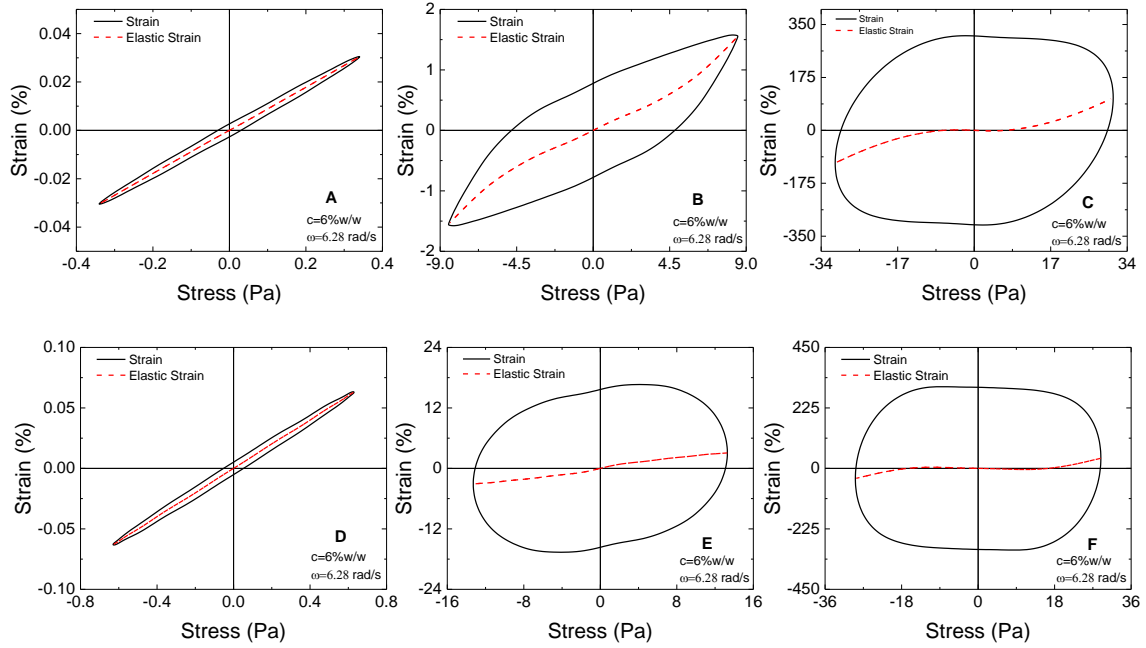 0.04
0.02
0.00
-0.02
-0.04
Strain (%)
Strain
Elastic Strain
A
c=6%w/w
ω=6.28 rad/s
-0.4
-0.2
0.0
0.2
0.4
Stress (Pa)
2
1
0
-1
-2
Strain (%)
Strain
Elastic Strain
B
c=6%w/w
ω=6.28 rad/s
-9.0
-4.5
0.0
4.5
9.0
Stress (Pa)
350
175
0
-175
-350
Strain (%)
Strain
Elastic Strain
C
c=6%w/w
ω=6.28 rad/s
-34
-17
0
17
34
Stress (Pa)
0.10
0.05
0.00
-0.05
-0.10
Strain (%)
Strain
Elastic Strain
D
c=6%w/w
ω=6.28 rad/s
-0.8
-0.4
0.0
0.4
0.8
Stress (Pa)
24
12
0
-12
-24
Strain (%)
Strain
Elastic Strain
E
c=6%w/w
ω=6.28 rad/s
-16
-8
0
8
16
Stress (Pa)
450
225
0
-225
-450
Strain (%)
Strain
Elastic Strain
F
c=6%w/w
ω=6.28 rad/s
-36
-18
0
18
36
Stress (Pa)